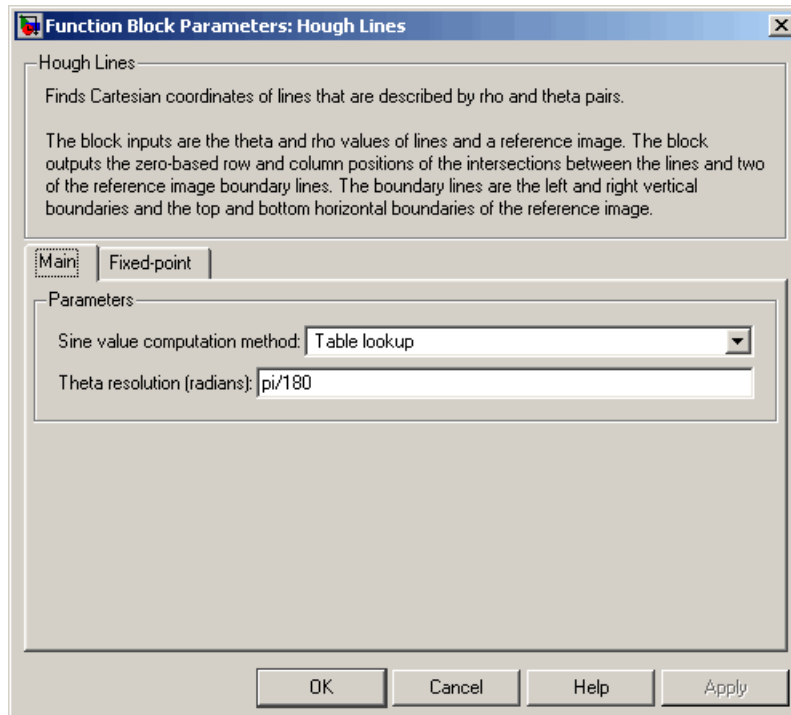 Function Block Parameters: Hough Lines
Hough Lines
Finds Cartesian coordinates of lines that are described by rho and theta pairs.
The block inputs are the theta and rho values of lines and a reference image. The block
outputs the zero-based row and column positions of the intersections between the lines and two
of the reference image boundary lines. The boundary lines are the left and right vertical
boundaries and the top and bottom horizontal boundaries of the reference image.
Main Fixed-point
Parameters
Sine value computation method: Table lookup
Theta resolution (radians): pi/180
OK Cancel Help Apply